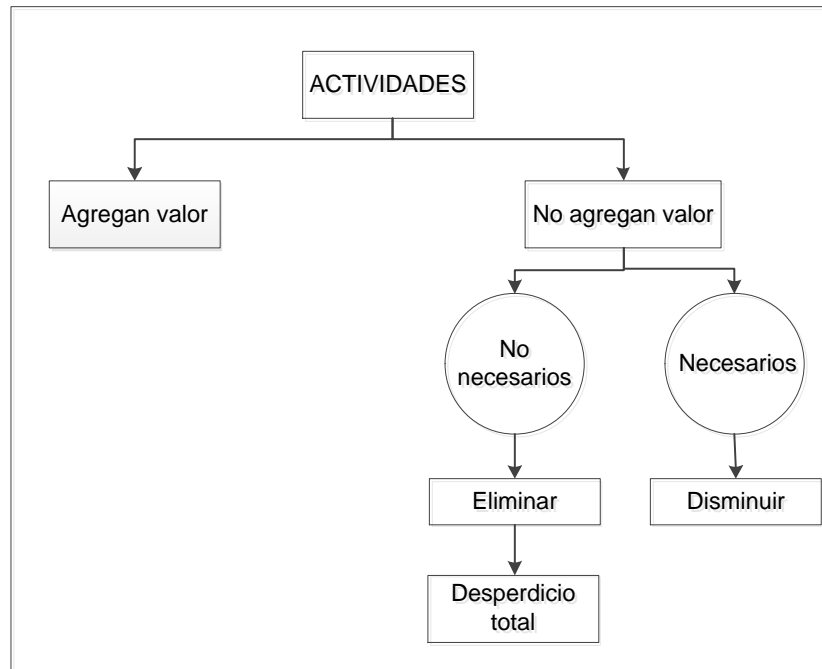 ACTIVIDADES
Agregan valor
No agregan valor
No
necesarios
Necesarios
Eliminar
Disminuir
Desperdicio
total